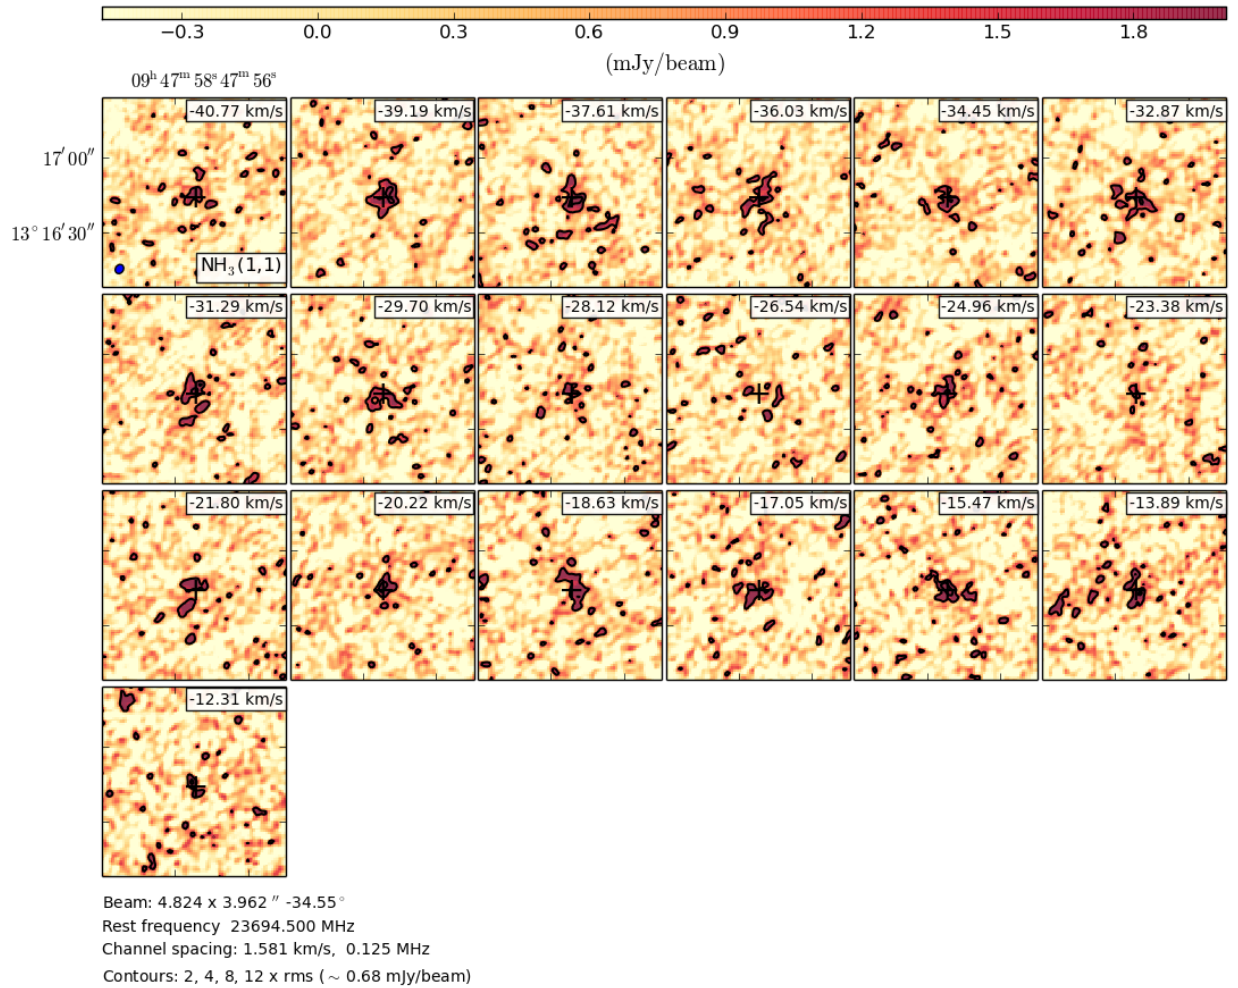 −0.3 0.0 0.3 0.6 0.9 1.2 1.5 1.8
(mJy/beam)
09ʰ 47ᵐ 58ˢ 47ᵐ 56ˢ
-40.77 km/s -39.19 km/s -37.61 km/s -36.03 km/s -34.45 km/s -32.87 km/s
17′ 00″
13° 16′ 30″
NH₃(1,1)
-31.29 km/s -29.70 km/s -28.12 km/s -26.54 km/s -24.96 km/s -23.38 km/s
-21.80 km/s -20.22 km/s -18.63 km/s -17.05 km/s -15.47 km/s -13.89 km/s
-12.31 km/s
Beam: 4.824 x 3.962 ″ -34.55°
Rest frequency 23694.500 MHz
Channel spacing: 1.581 km/s, 0.125 MHz
Contours: 2, 4, 8, 12 x rms (∼ 0.68 mJy/beam)